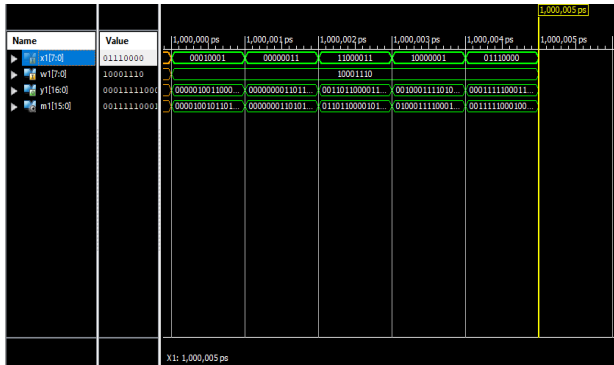 1,000,005 ps
Name Value 1,000,000 ps 1,000,001 ps 1,000,002 ps 1,000,003 ps 1,000,004 ps 1,000,005 ps
x1[7:0] 01110000 00010001 00000011 11000011 10000001 01110000
w1[7:0] 10001110 10001110
y1[16:0] 00011111000 0000010011000... 0000000011011... 0011011000011... 0010001111010... 0001111100011...
m1[15:0] 00111110001 0000100101101... 0000000110101... 0110110000101... 0100011110001... 0011111000100...
X1: 1,000,005 ps